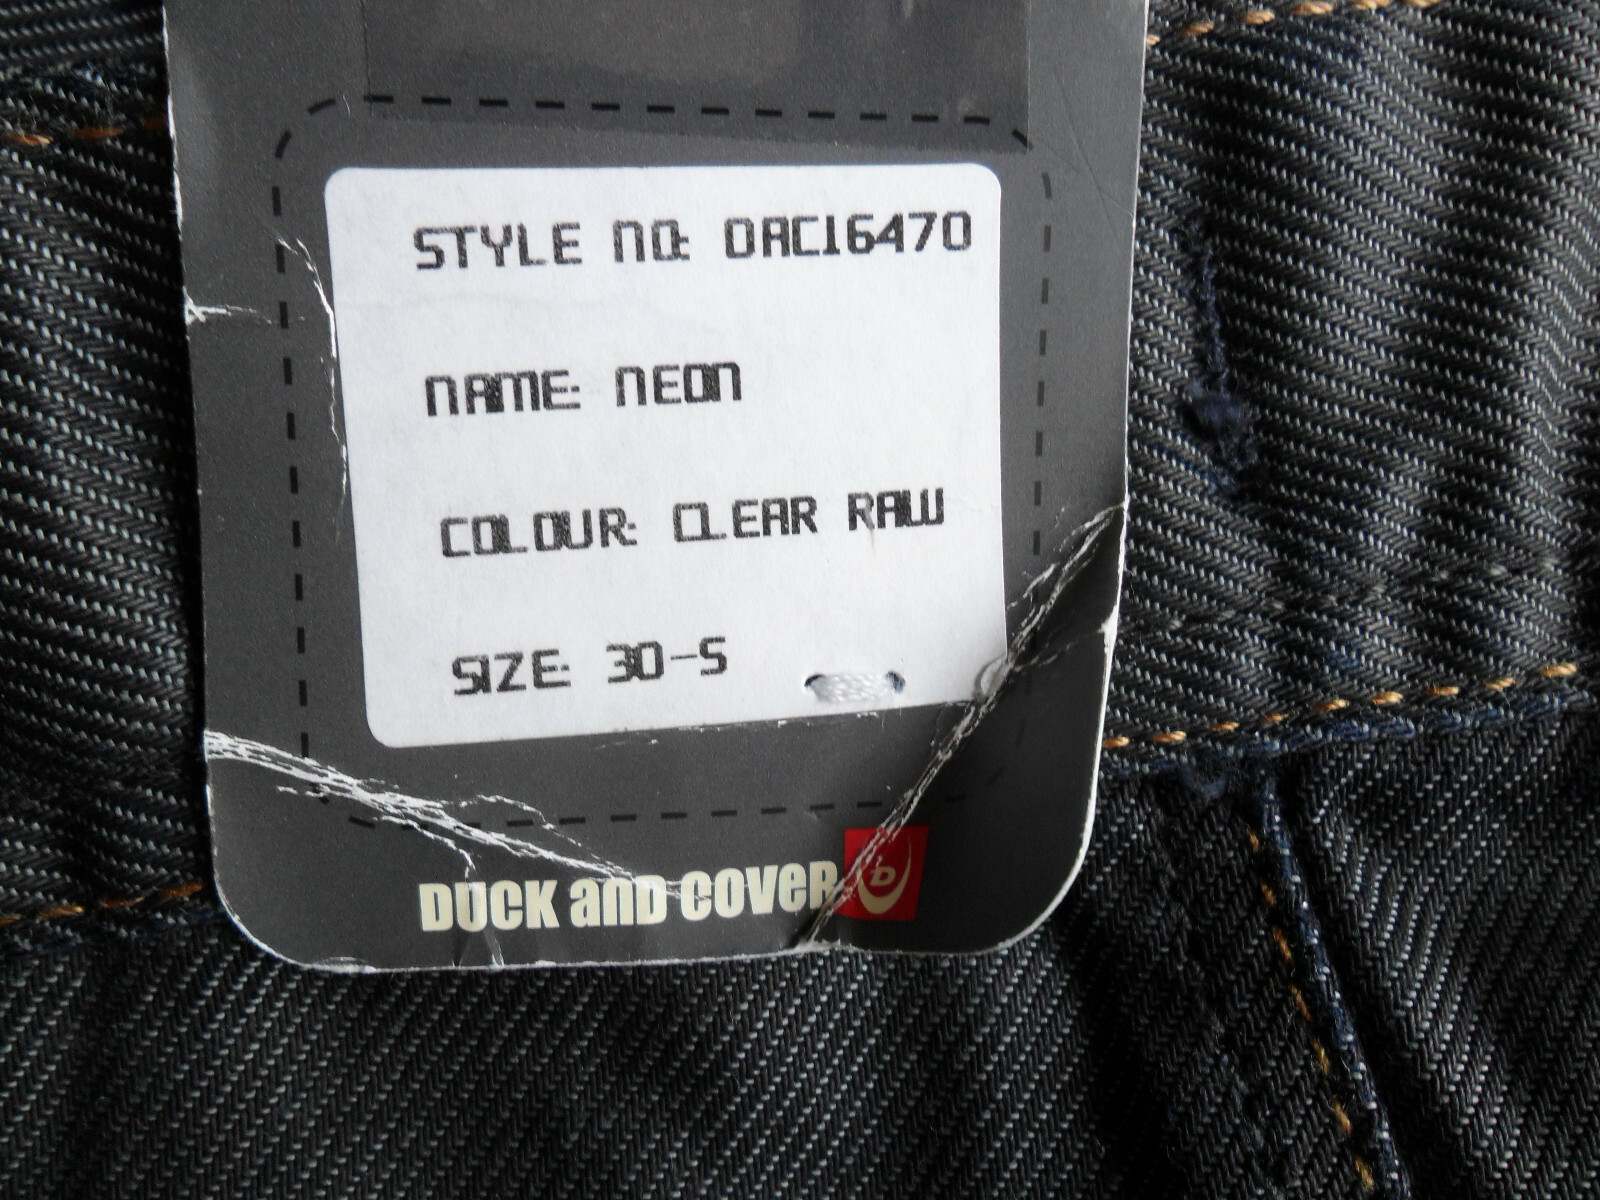 STYLE NO: DAC16470
NAME: NEON
COLOUR: CLEAR RAW
SIZE: 30-S
DUCK and COVER
b